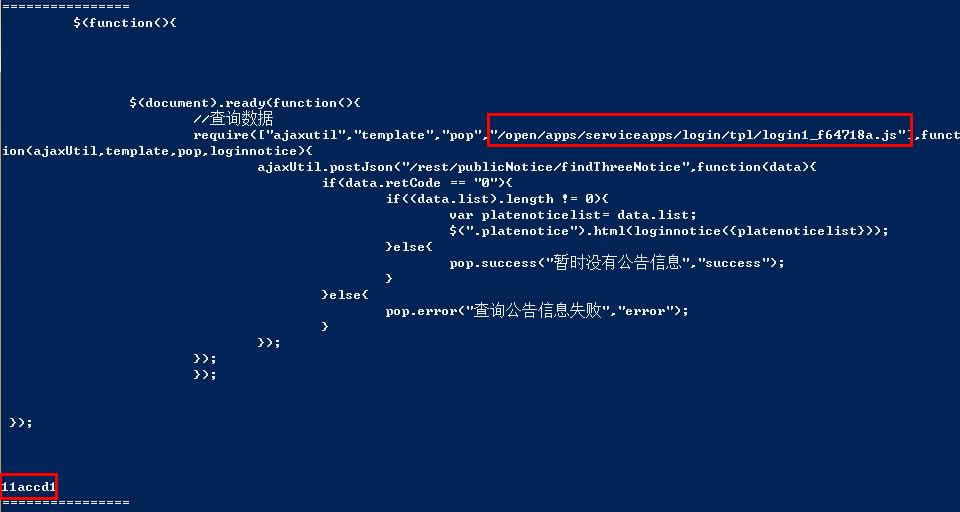 ================
$(function(){
$(document).ready(function(){
//查询数据
require(["ajaxutil","template","pop","/open/apps/serviceapps/login/tpl/login1_f64718a.js"],funct
ion(ajaxUtil,template,pop,loginnotice){
ajaxUtil.postJson("/rest/publicNotice/findThreeNotice",function(data){
if(data.retCode == "0"){
if((data.list).length != 0){
var platenoticelist= data.list;
$(".platenotice").html(loginnotice({platenoticelist}));
}else{
pop.success("暂时没有公告信息","success");
}
}else{
pop.error("查询公告信息失败","error");
}
});
});
});
});
11accd1
================